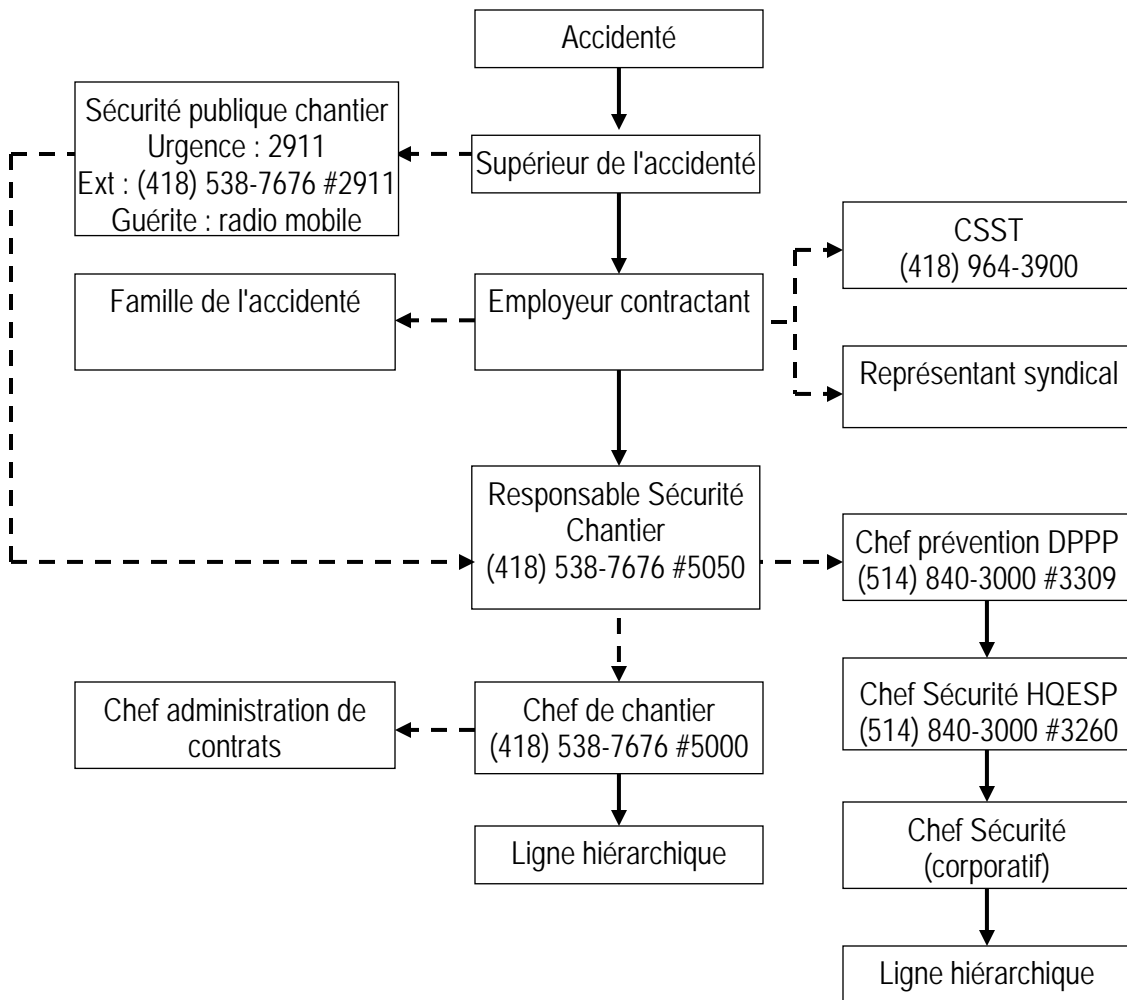 Accidenté
Sécurité publique chantier
Urgence : 2911
Ext : (418) 538-7676 #2911
Guérite : radio mobile
Supérieur de l'accidenté
CSST
(418) 964-3900
Famille de l'accidenté
Employeur contractant
Représentant syndical
Responsable Sécurité
Chantier
(418) 538-7676 #5050
Chef prévention DPPP
(514) 840-3000 #3309
Chef administration de
contrats
Chef de chantier
(418) 538-7676 #5000
Chef Sécurité HQESP
(514) 840-3000 #3260
Ligne hiérarchique
Chef Sécurité
(corporatif)
Ligne hiérarchique